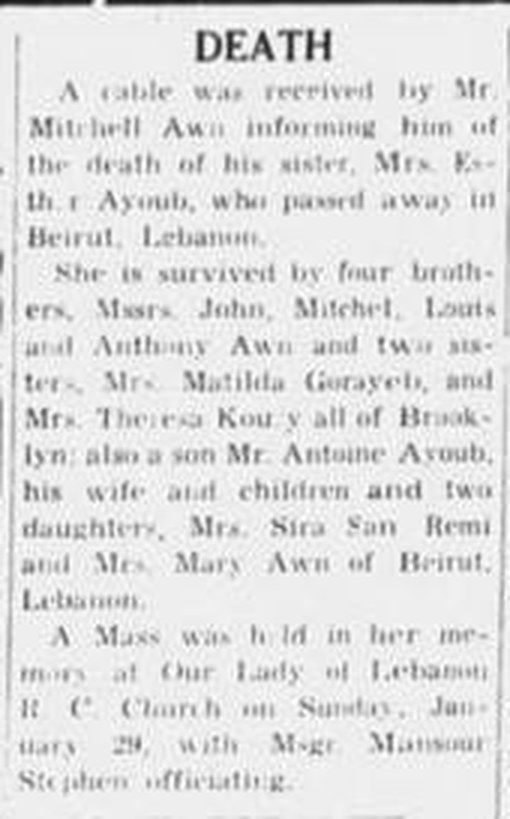 DEATH
A cable was received by Mr.
Mitchell Awn informing him of
the death of his sister, Mrs. Es-
ther Ayoub, who passed away in
Beirut, Lebanon.
She is survived by four broth-
ers, Mssrs. John, Mitchel, Louis
and Anthony Awn and two sis-
ters, Mrs. Matilda Gorayeb, and
Mrs. Theresa Koury all of Brook-
lyn; also a son Mr. Antoine Ayoub,
his wife and children and two
daughters, Mrs. Sira San Remi
and Mrs. Mary Awn of Beirut,
Lebanon.
A Mass was held in her me-
mory at Our Lady of Lebanon
R. C. Church on Sunday, Jan-
uary 29, with Msgr. Mansour
Stephen officiating.